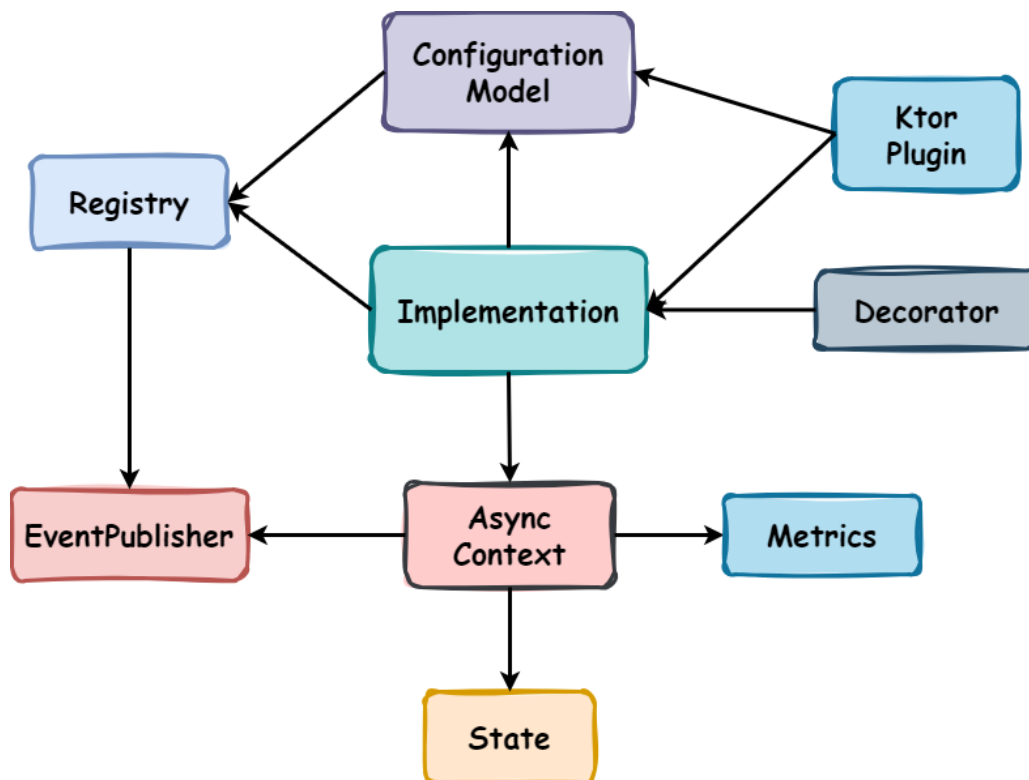 Configuration
Model
Ktor
Plugin
Registry
Implementation
Decorator
EventPublisher
Async
Context
Metrics
State